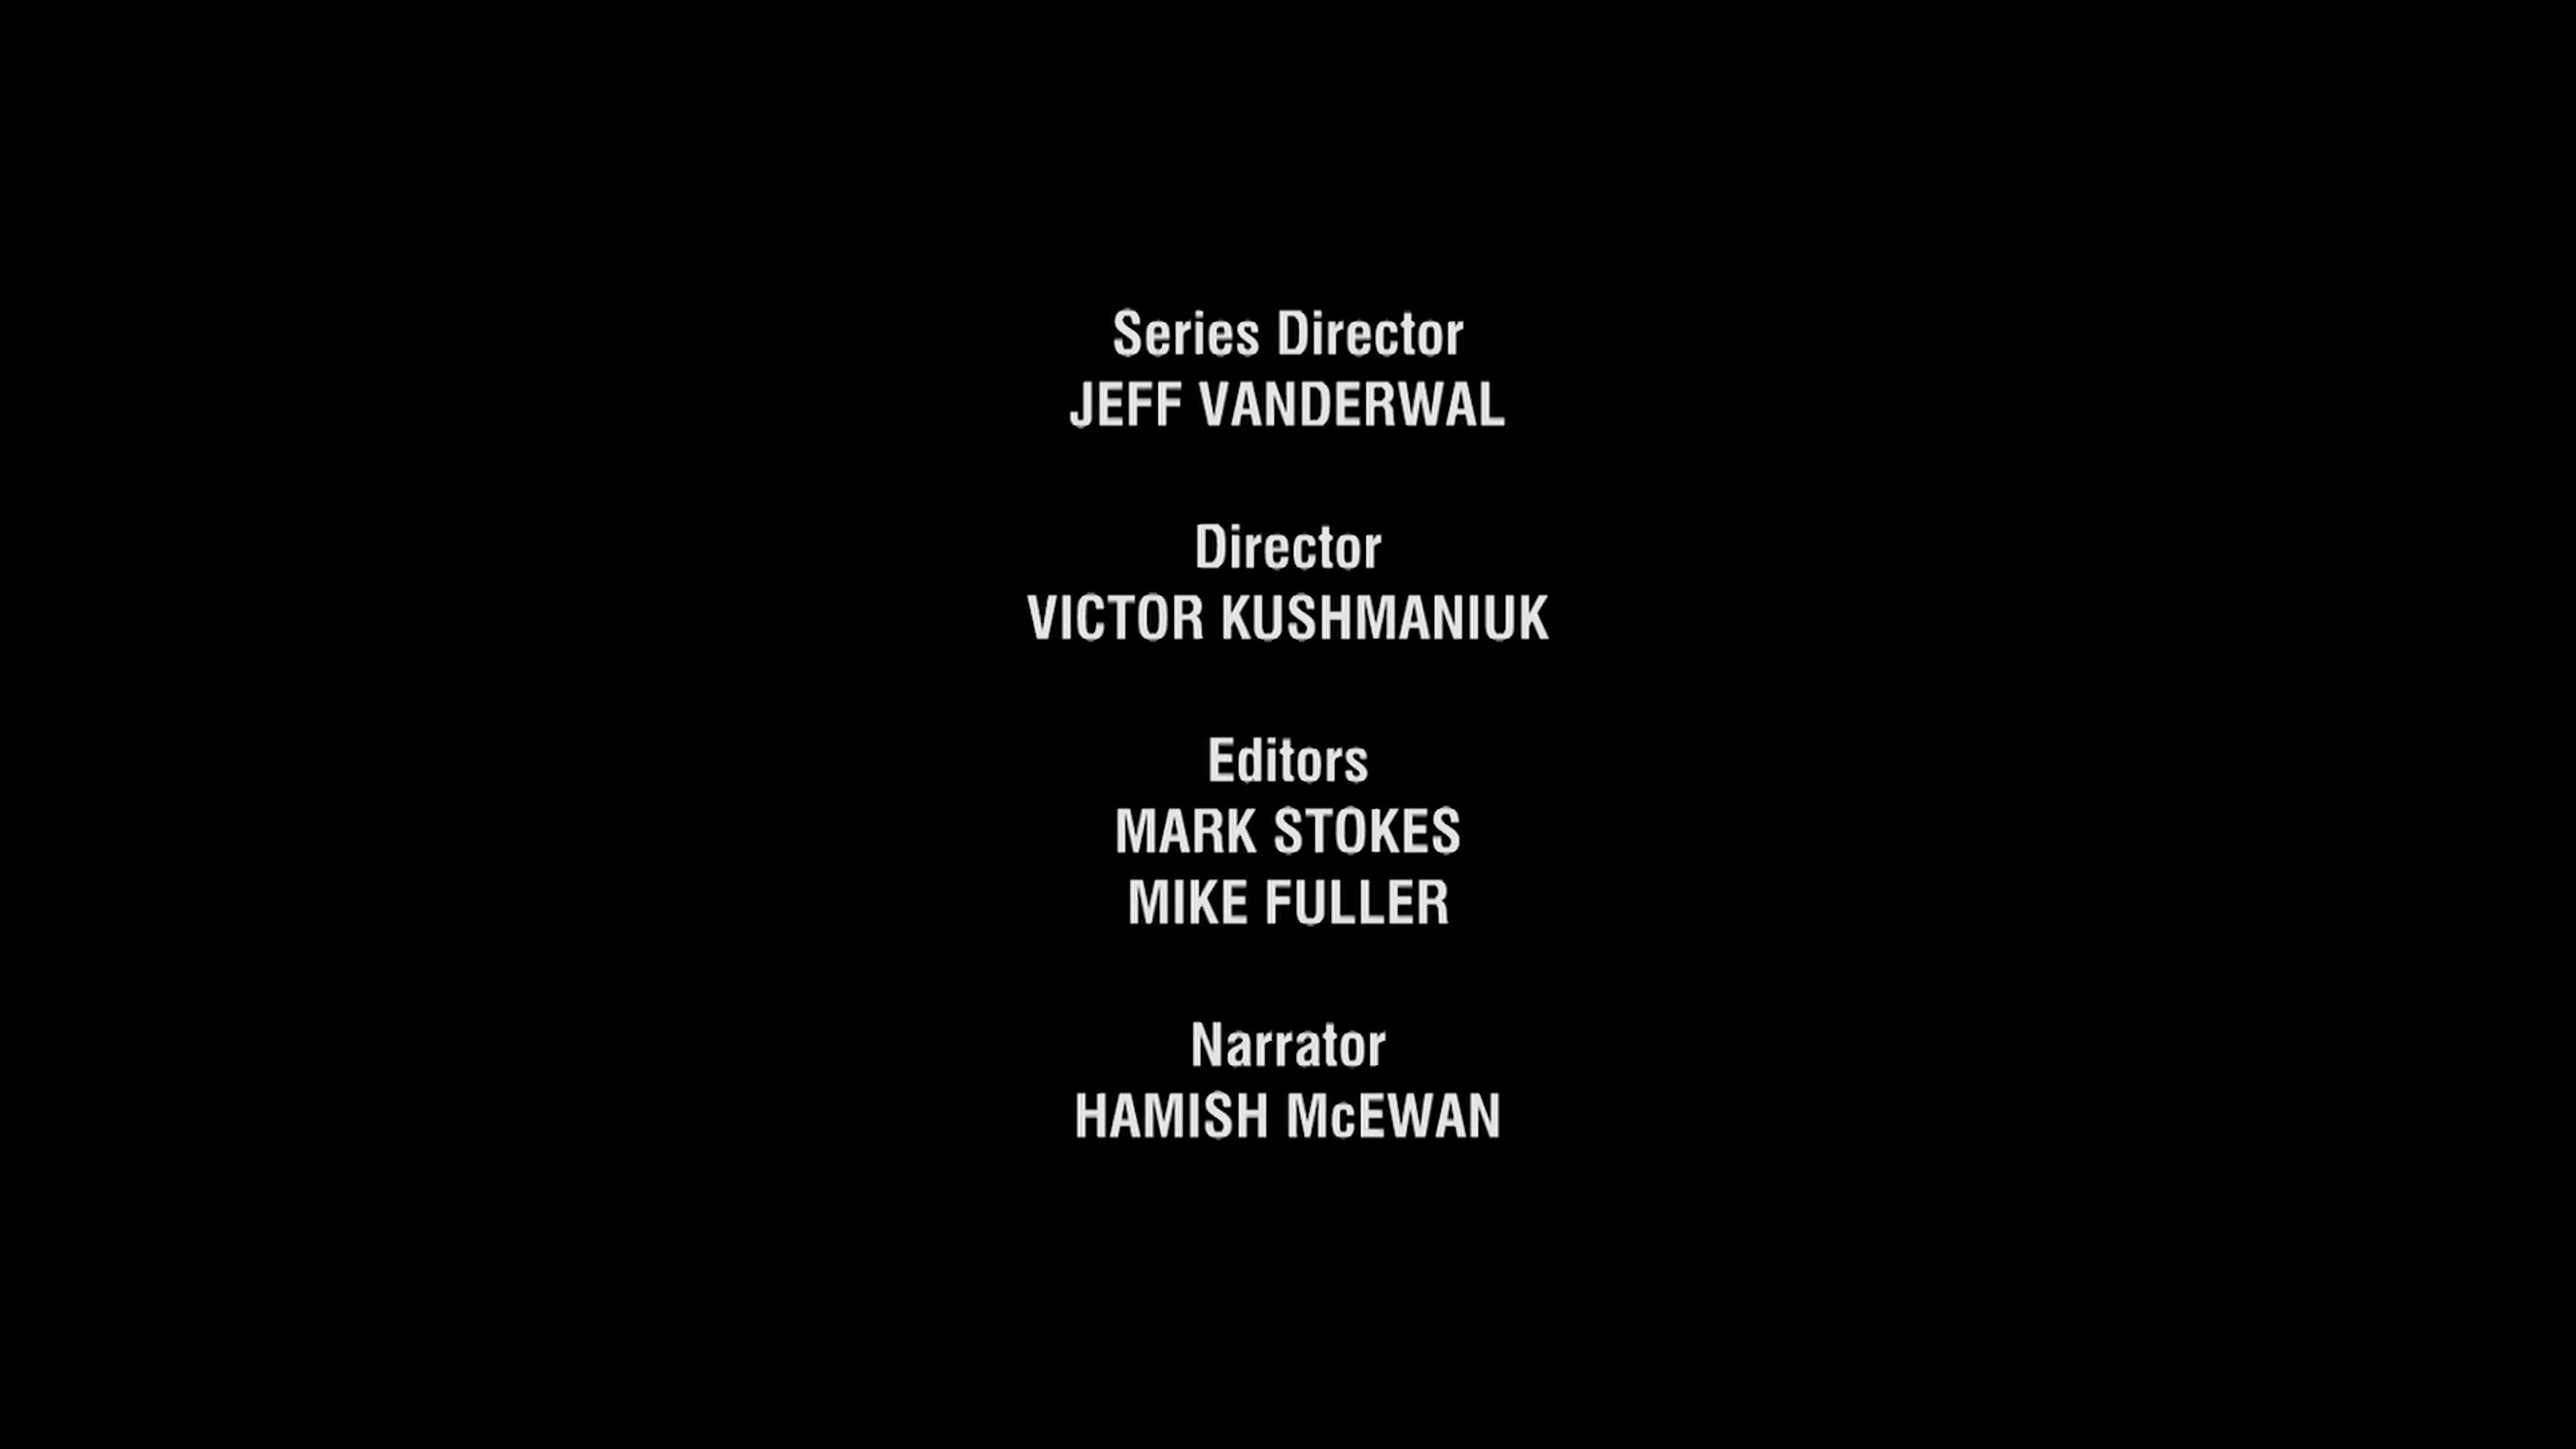 Series Director
JEFF VANDERWAL
Director
VICTOR KUSHMANIUK
Editors
MARK STOKES
MIKE FULLER
Narrator
HAMISH McEWAN